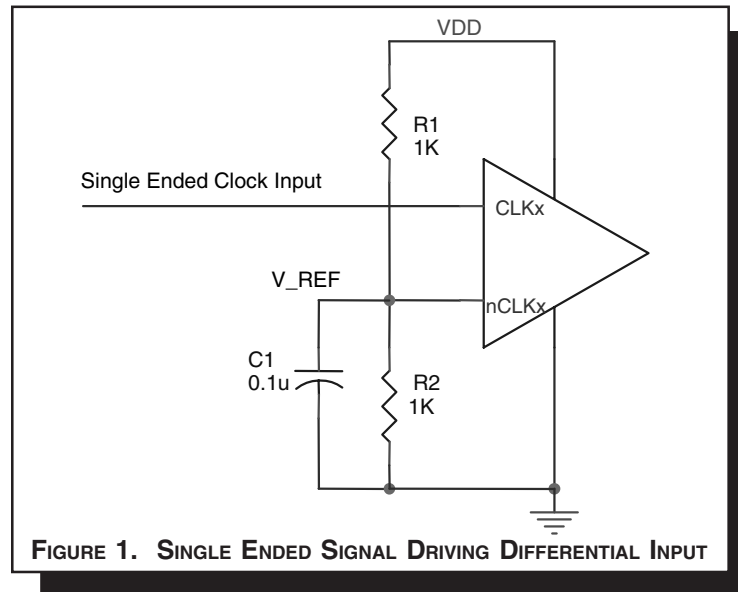 VDD
R1
1K
Single Ended Clock Input
CLKx
V_REF
nCLKx
C1
0.1u
R2
1K
FIGURE 1. SINGLE ENDED SIGNAL DRIVING DIFFERENTIAL INPUT